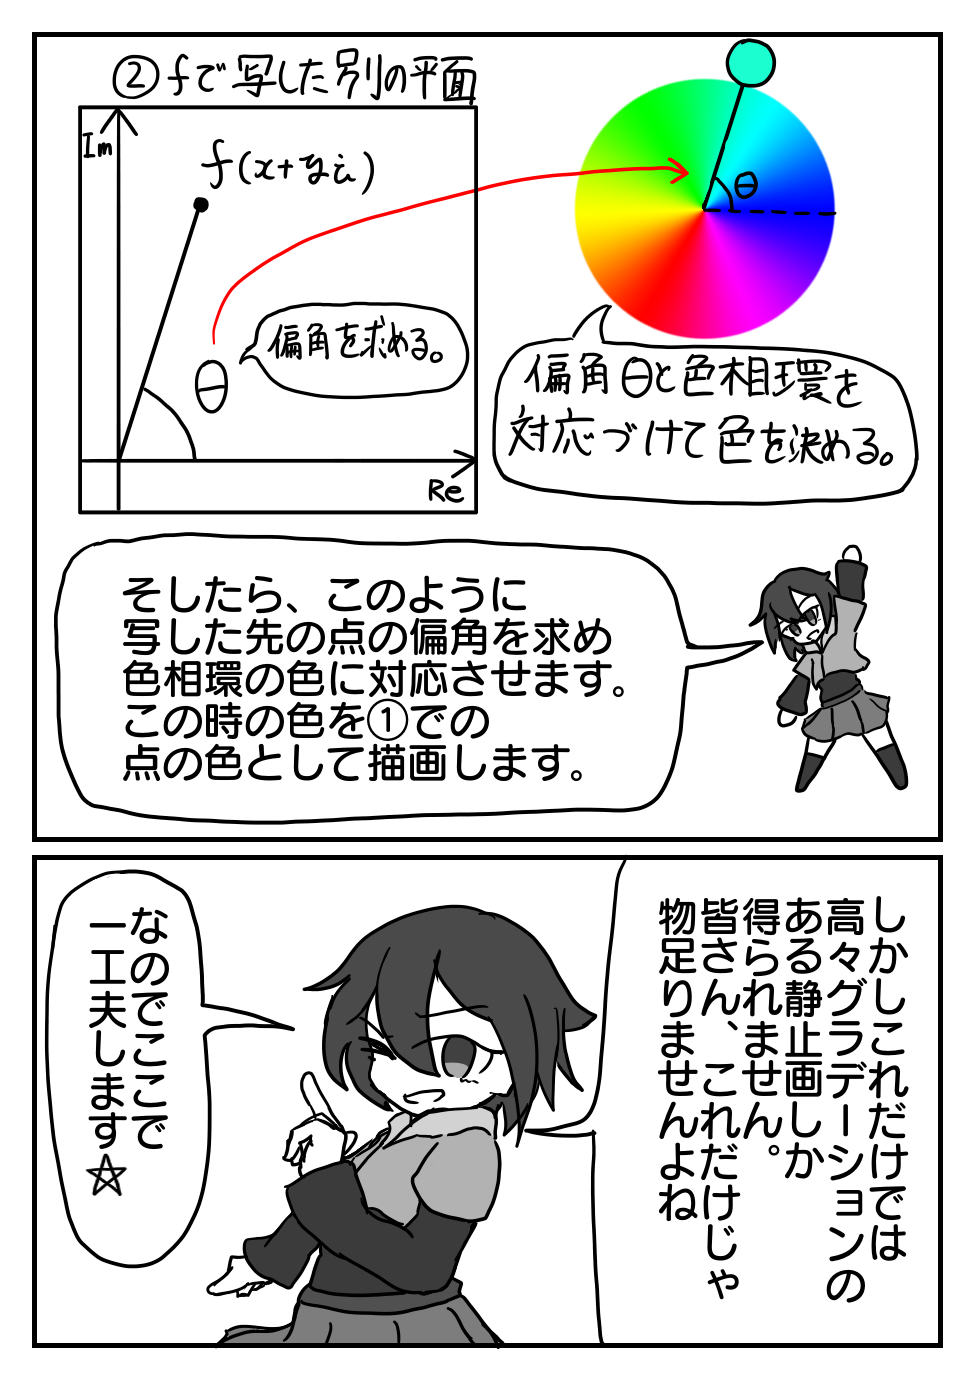 ②fで写した別の平面
Im
f(x+yi)
θ
偏角を求める。
Re
θ
偏角θと色相環を
対応づけて色を決める。
そしたら、このように
写した先の点の偏角を求め
色相環の色に対応させます。
この時の色を①での
点の色として描画します。
しかしこれだけでは
高々グラデーションの
ある静止画しか
得られません。
皆さん、これだけじゃ
物足りませんよね
なのでここで
一工夫します☆